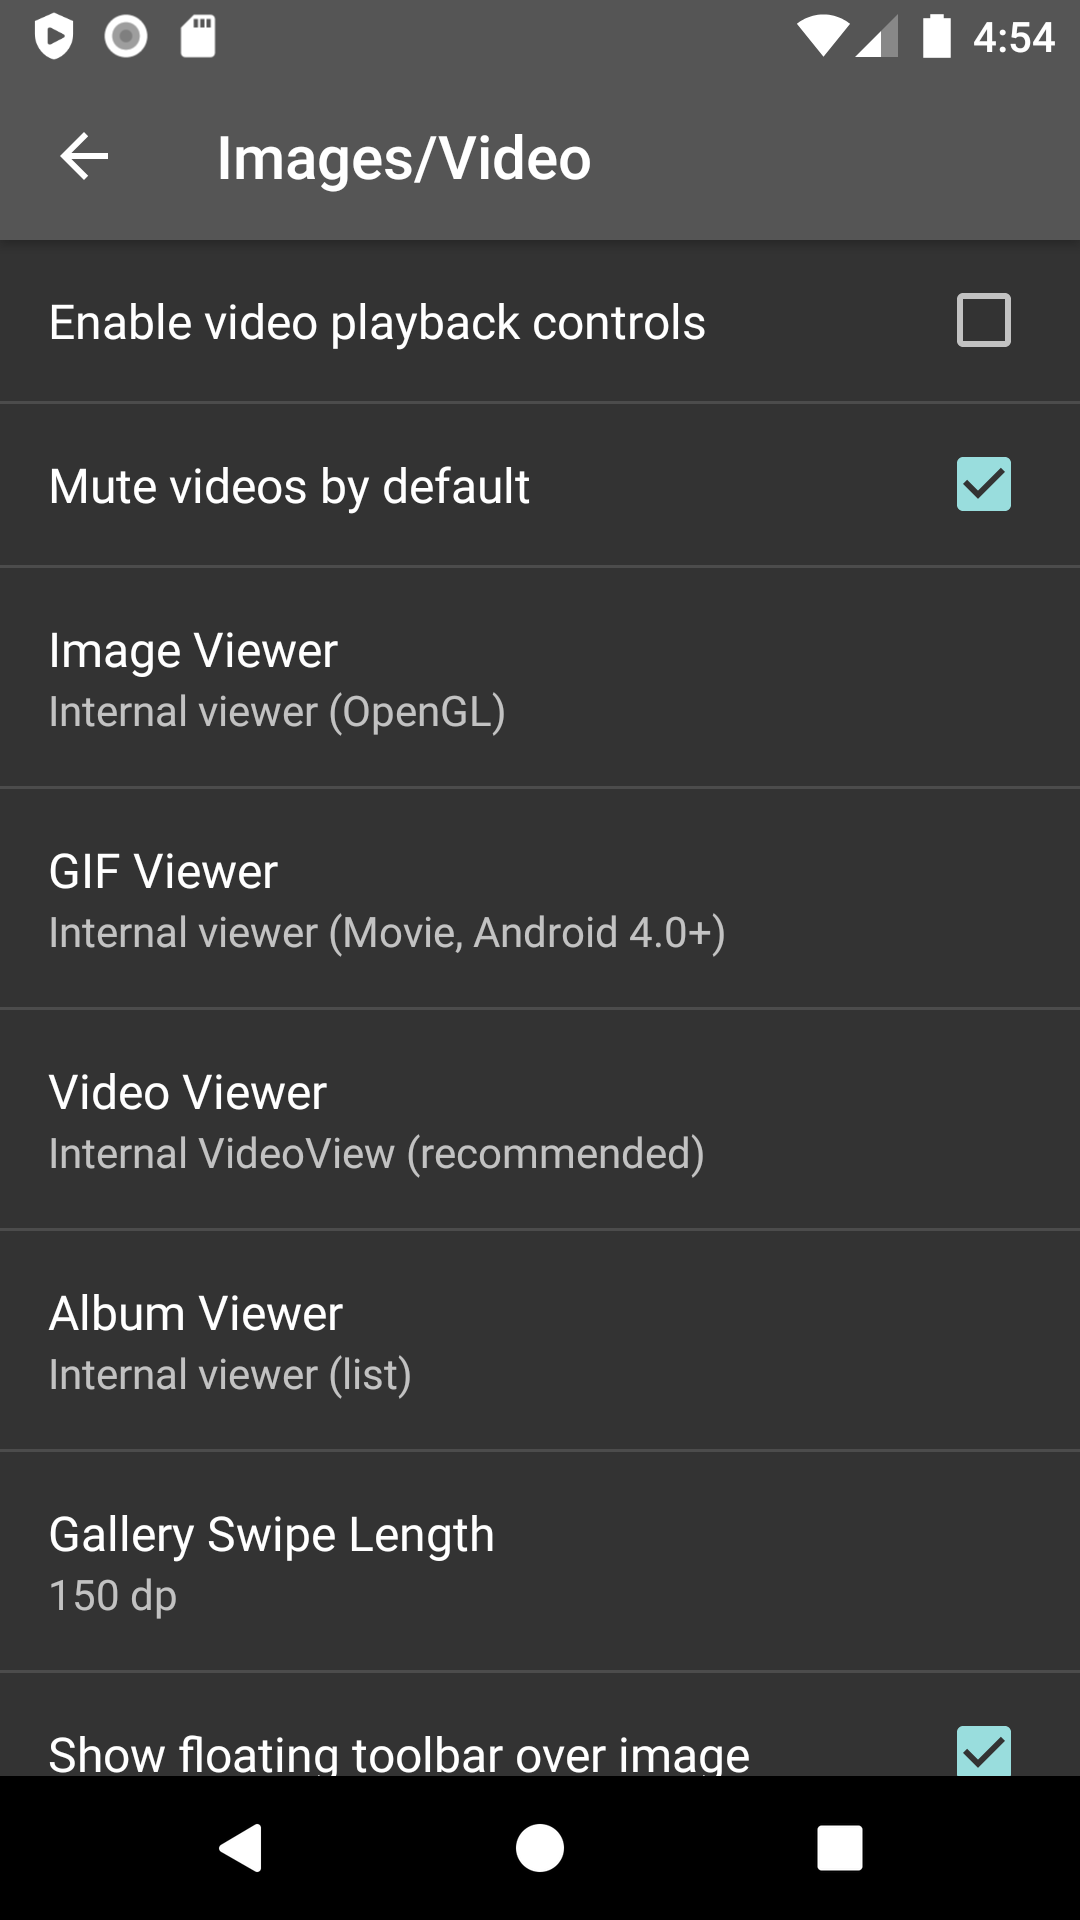 4:54
Images/Video
Enable video playback controls
Mute videos by default
Image Viewer
Internal viewer (OpenGL)
GIF Viewer
Internal viewer (Movie, Android 4.0+)
Video Viewer
Internal VideoView (recommended)
Album Viewer
Internal viewer (list)
Gallery Swipe Length
150 dp
Show floating toolbar over image